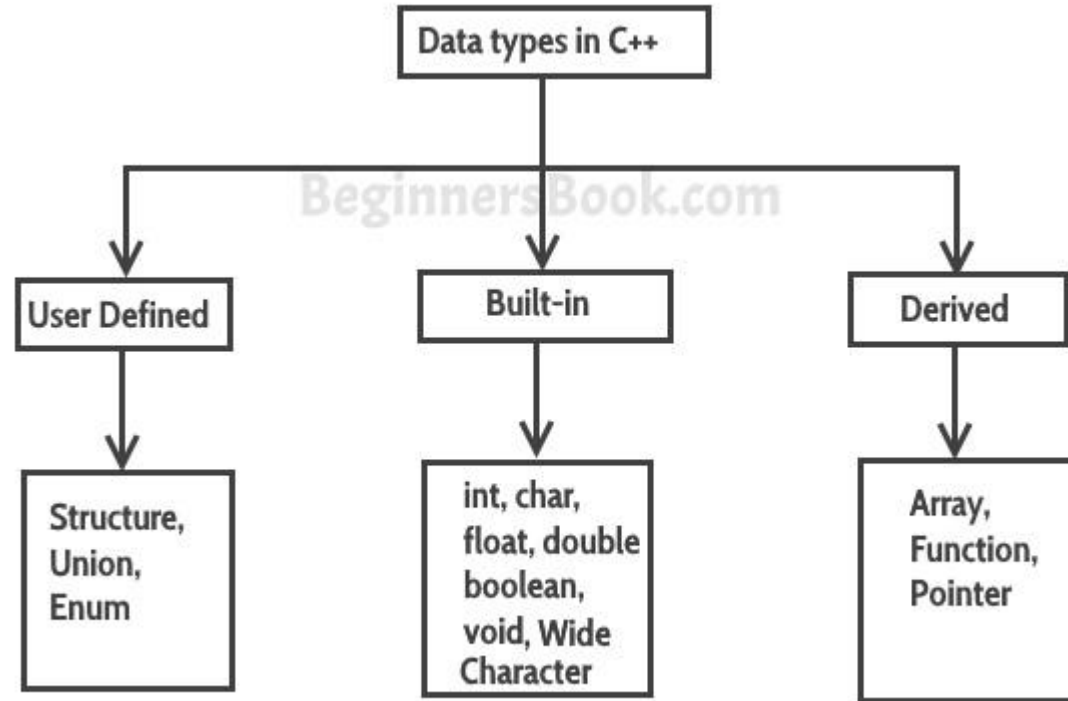 Data types in C++
BeginnersBook.com
User Defined
Built-in
Derived
Structure,
Union,
Enum
int, char,
float, double
boolean,
void, Wide
Character
Array,
Function,
Pointer